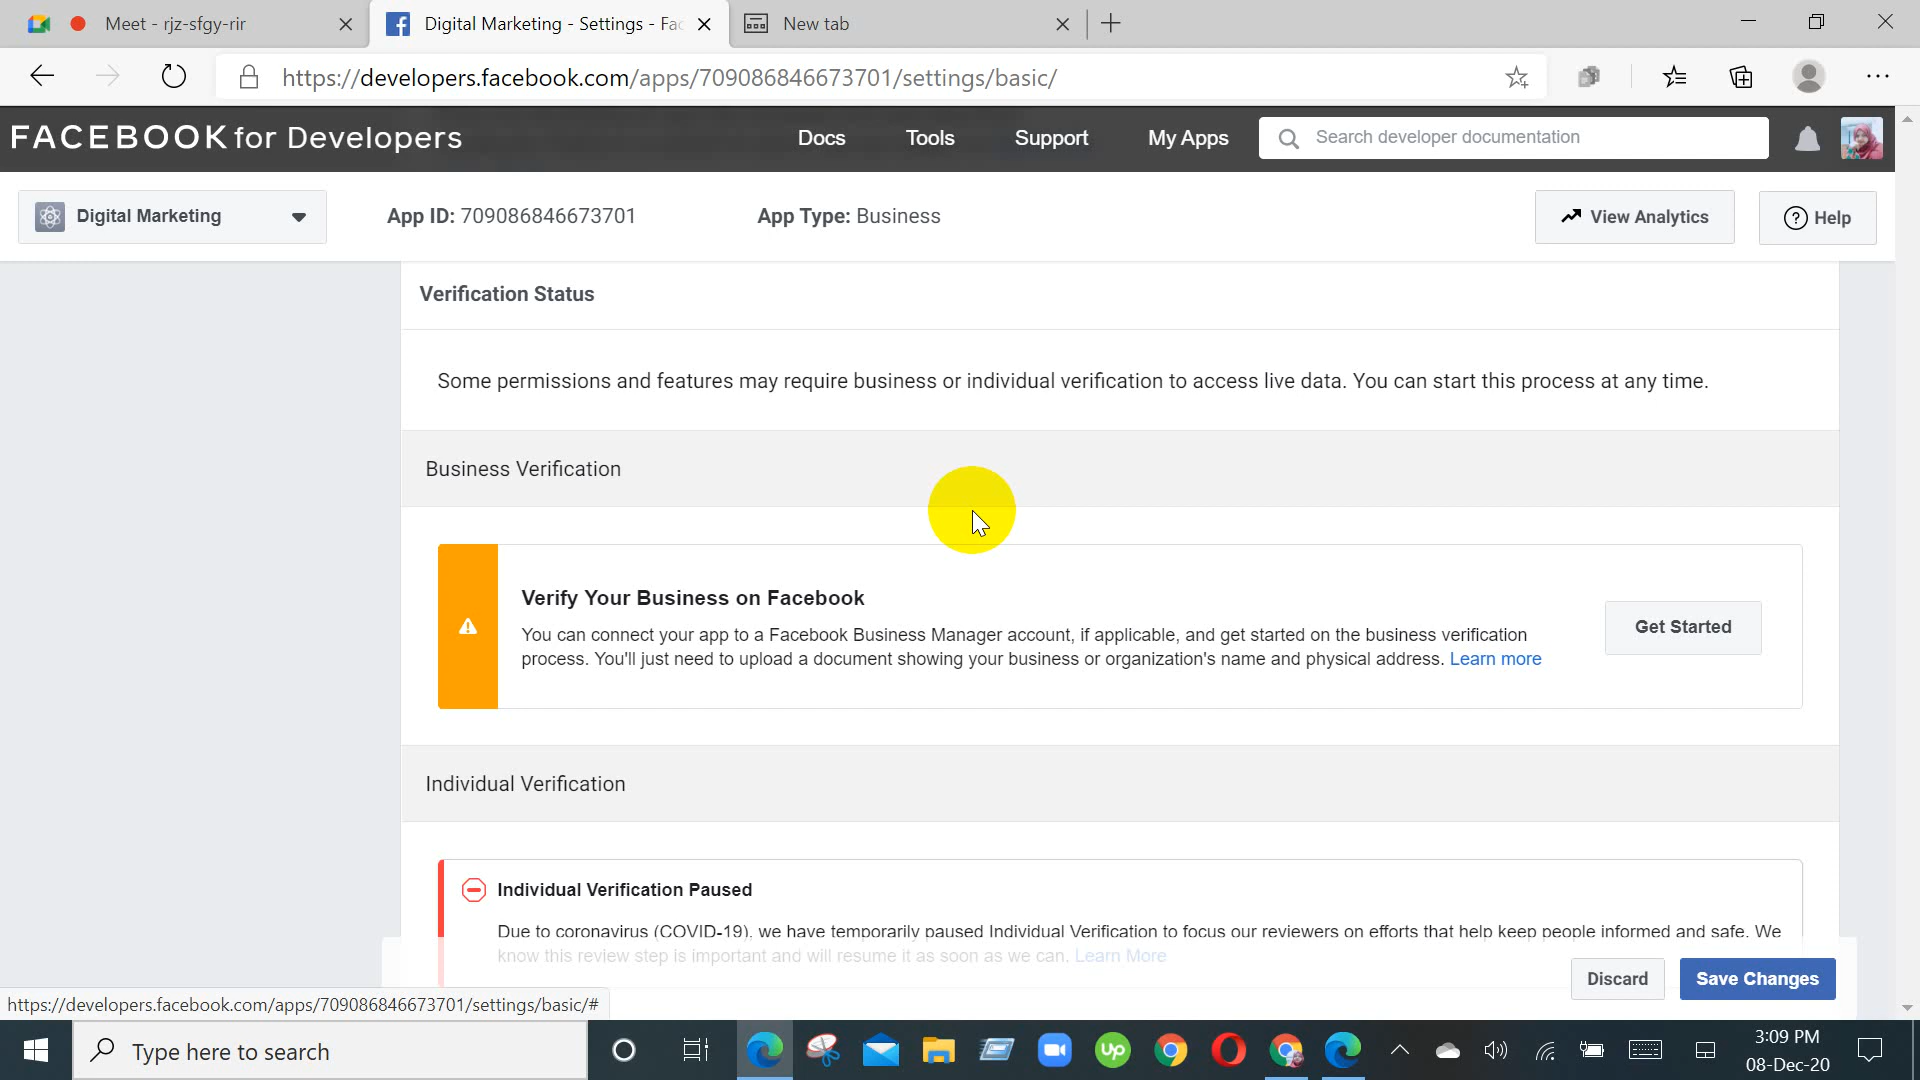 Meet - rjz-sfgy-rir
Digital Marketing - Settings - Fac
New tab
https://developers.facebook.com/apps/709086846673701/settings/basic/
FACEBOOK for Developers
Docs
Tools
Support
My Apps
Search developer documentation
Digital Marketing
App ID: 709086846673701
App Type: Business
View Analytics
Help
Verification Status
Some permissions and features may require business or individual verification to access live data. You can start this process at any time.
Business Verification
Verify Your Business on Facebook
You can connect your app to a Facebook Business Manager account, if applicable, and get started on the business verification
process. You'll just need to upload a document showing your business or organization's name and physical address. Learn more
Get Started
Individual Verification
Individual Verification Paused
Due to coronavirus (COVID-19), we have temporarily paused Individual Verification to focus our reviewers on efforts that help keep people informed and safe. We
know this review step is important and will resume it as soon as we can. Learn More
Discard
Save Changes
https://developers.facebook.com/apps/709086846673701/settings/basic/#
Type here to search
up
3:09 PM
08-Dec-20